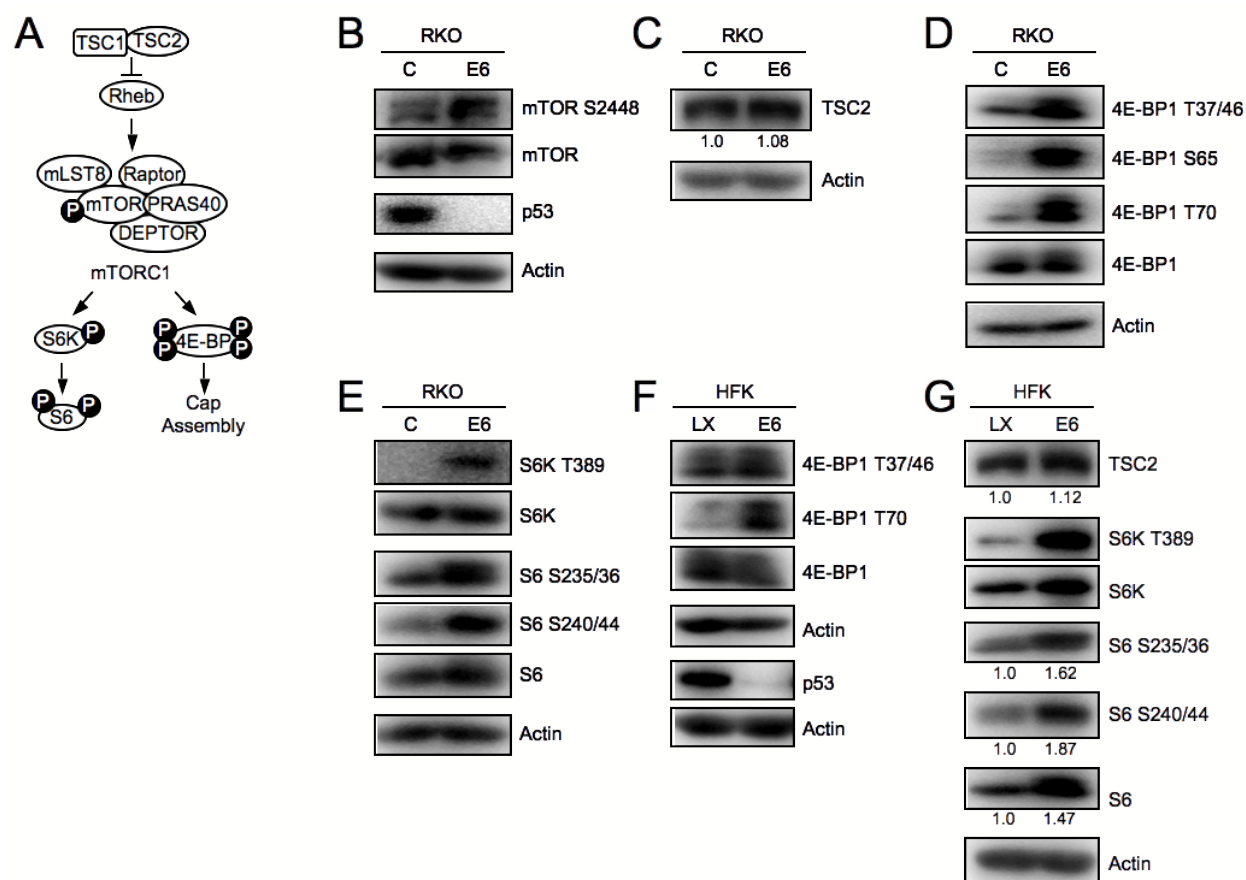 A
TSC1 TSC2
Rheb
mLST8 Raptor
P mTOR PRAS40
DEPTOR
mTORC1
S6K P
P P 4E-BP P P
P S6 P
Cap
Assembly
B
RKO
C E6
mTOR S2448
mTOR
p53
Actin
C
RKO
C E6
TSC2
1.0 1.08
Actin
D
RKO
C E6
4E-BP1 T37/46
4E-BP1 S65
4E-BP1 T70
4E-BP1
Actin
E
RKO
C E6
S6K T389
S6K
S6 S235/36
S6 S240/44
S6
Actin
F
HFK
LX E6
4E-BP1 T37/46
4E-BP1 T70
4E-BP1
Actin
p53
Actin
G
HFK
LX E6
TSC2
1.0 1.12
S6K T389
S6K
S6 S235/36
1.0 1.62
S6 S240/44
1.0 1.87
S6
1.0 1.47
Actin